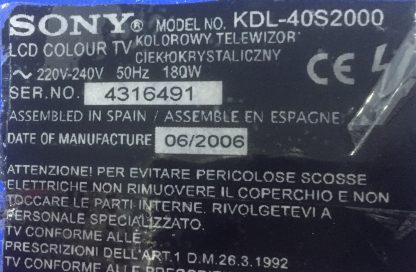 SONY® MODEL NO. KDL-40S2000
LCD COLOUR TV KOLOROWY TELEWIZOR
CIEKŁOKRYSTALICZNY
~ 220V-240V 50Hz 180W
CE
SER.NO. 4316491
ASSEMBLED IN SPAIN / ASSEMBLE EN ESPAGNE
DATE OF MANUFACTURE 06/2006
ATTENZIONE! PER EVITARE PERICOLOSE SCOSSE
ELETTRICHE NON RIMUOVERE IL COPERCHIO E NON
TOCCARE LE PARTI INTERNE. RIVOLGETEVI A
PERSONALE SPECIALIZZATO.
TV CONFORME ALLE
PRESCRIZIONI DELL'ART.1 D.M.26.3.1992
TV CONFORME AUX PRE